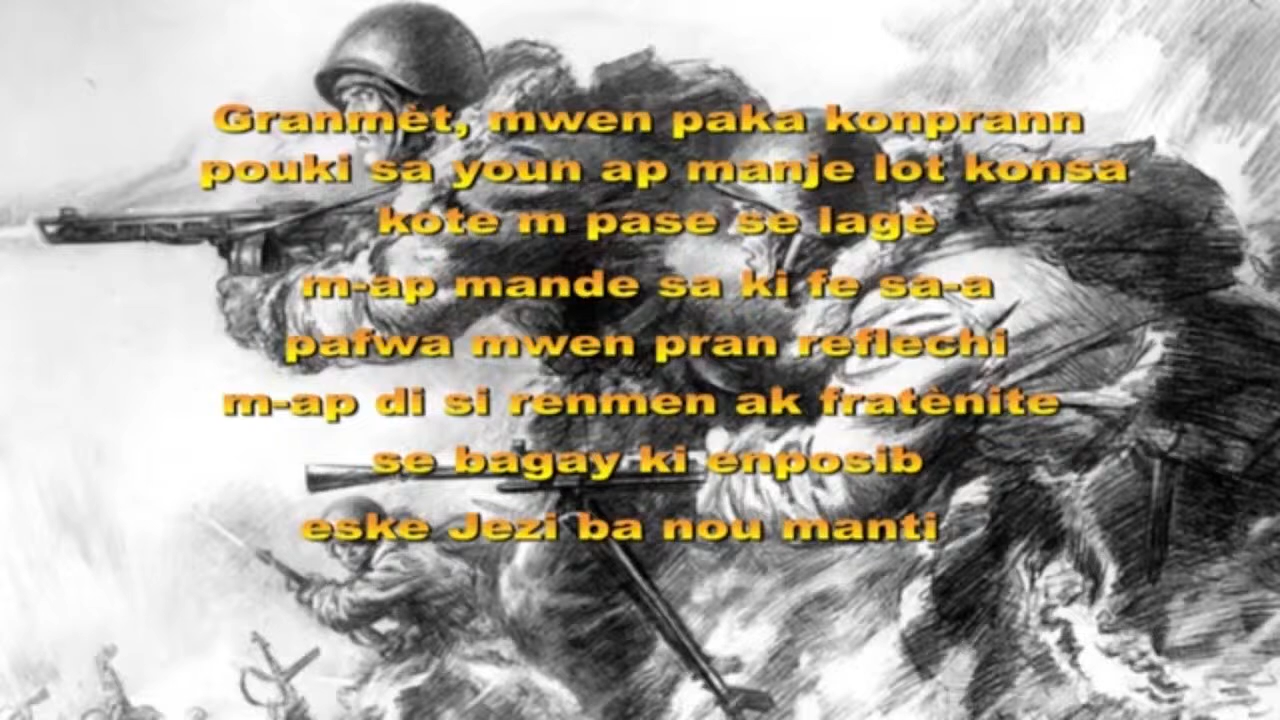 Granmèt, mwen paka konprann
pouki sa youn ap manje lot konsa
kote m pase se lagè
m-ap mande sa ki fe sa-a
pafwa mwen pran reflechi
m-ap di si renmen ak fratènite
se bagay ki enposib
eske Jezi ba nou manti